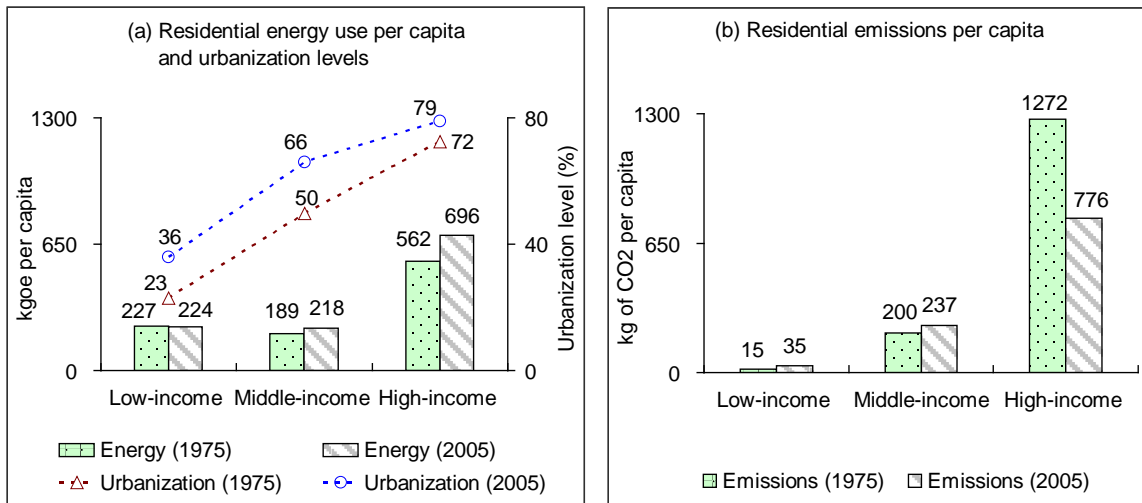 (a) Residential energy use per capita
and urbanization levels
1300
650
0
kgoe per capita
80
40
0
Urbanization level (%)
79
72
66
50
36
23
696
562
227
224
189
218
Low-income
Middle-income
High-income
Energy (1975)
Energy (2005)
Urbanization (1975)
Urbanization (2005)
(b) Residential emissions per capita
1300
650
0
kg of CO2 per capita
1272
776
200
237
15
35
Low-income
Middle-income
High-income
Emissions (1975)
Emissions (2005)